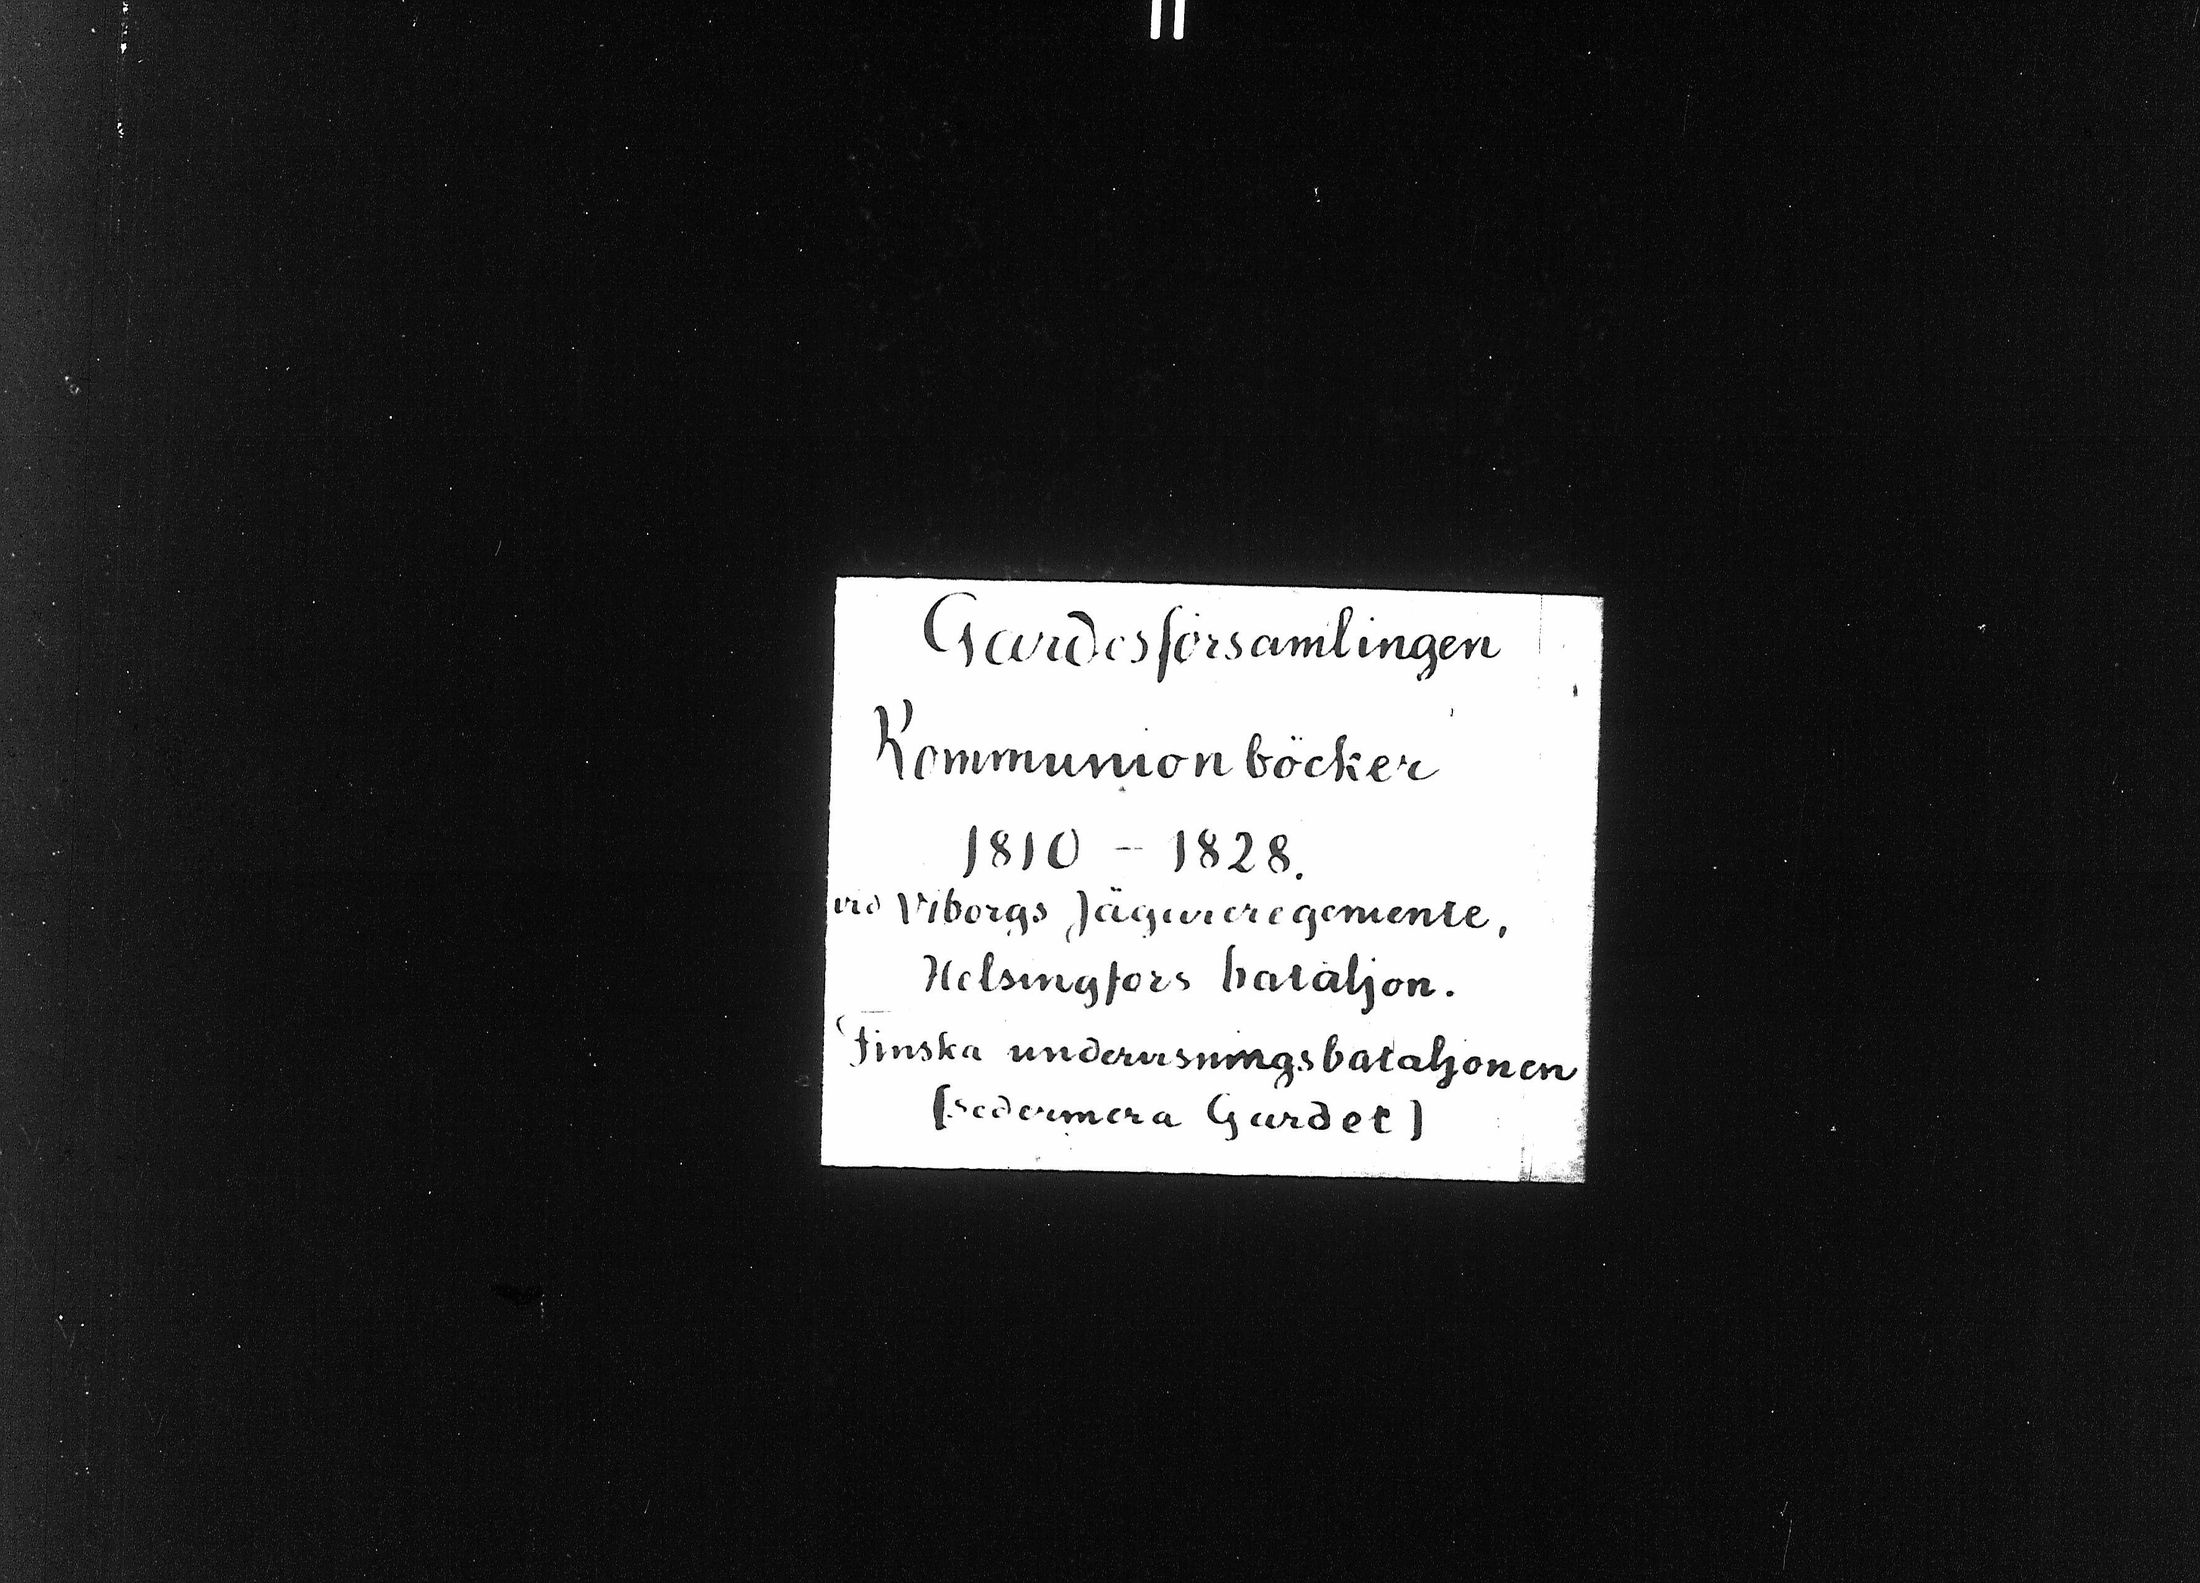 Gardesförsamlingen
Kommunionböcker
1810 - 1828.
vid Viborgs Jägareregemente,
Helsingfors bataljon.
Finska undervisningsbataljonen
(sedermera Gardet)